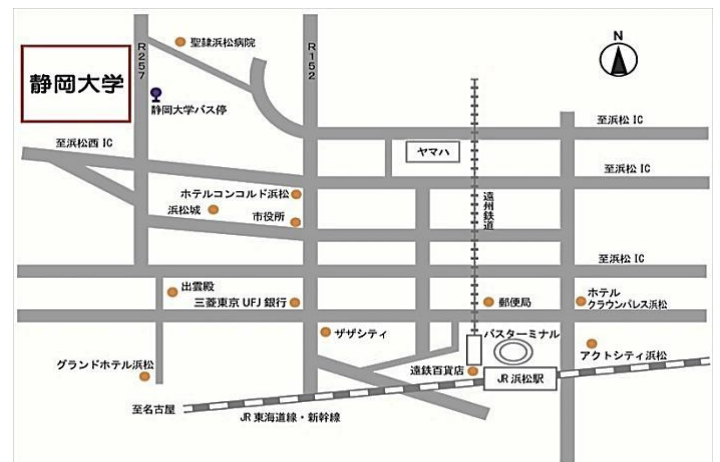 聖隷浜松病院
R257
R152
N
静岡大学
静岡大学バス停
至浜松 IC
至浜松西 IC
ヤマハ
至浜松 IC
ホテルコンコルド浜松
遠州鉄道
浜松城
市役所
至浜松 IC
出雲殿
三菱東京 UFJ 銀行
郵便局
ホテル
クラウンパレス浜松
ザザシティ
バスターミナル
アクトシティ浜松
グランドホテル浜松
遠鉄百貨店
JR 浜松駅
至名古屋
JR 東海道線・新幹線